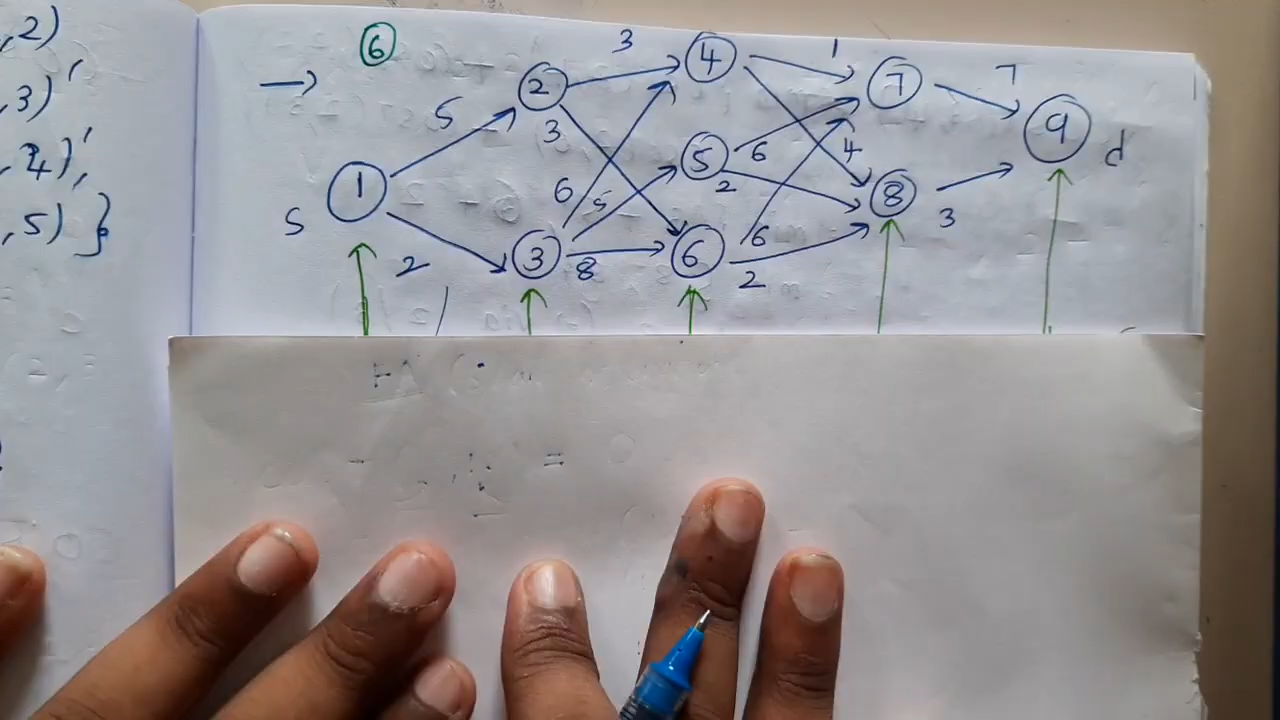 ,2)
,3)'
,4)'
,5) }
6
→
S 1 5 2 3 4 1 7 7 9 d
3 6 4
5 6 2
2 3 5 8 6 6 2 8 3